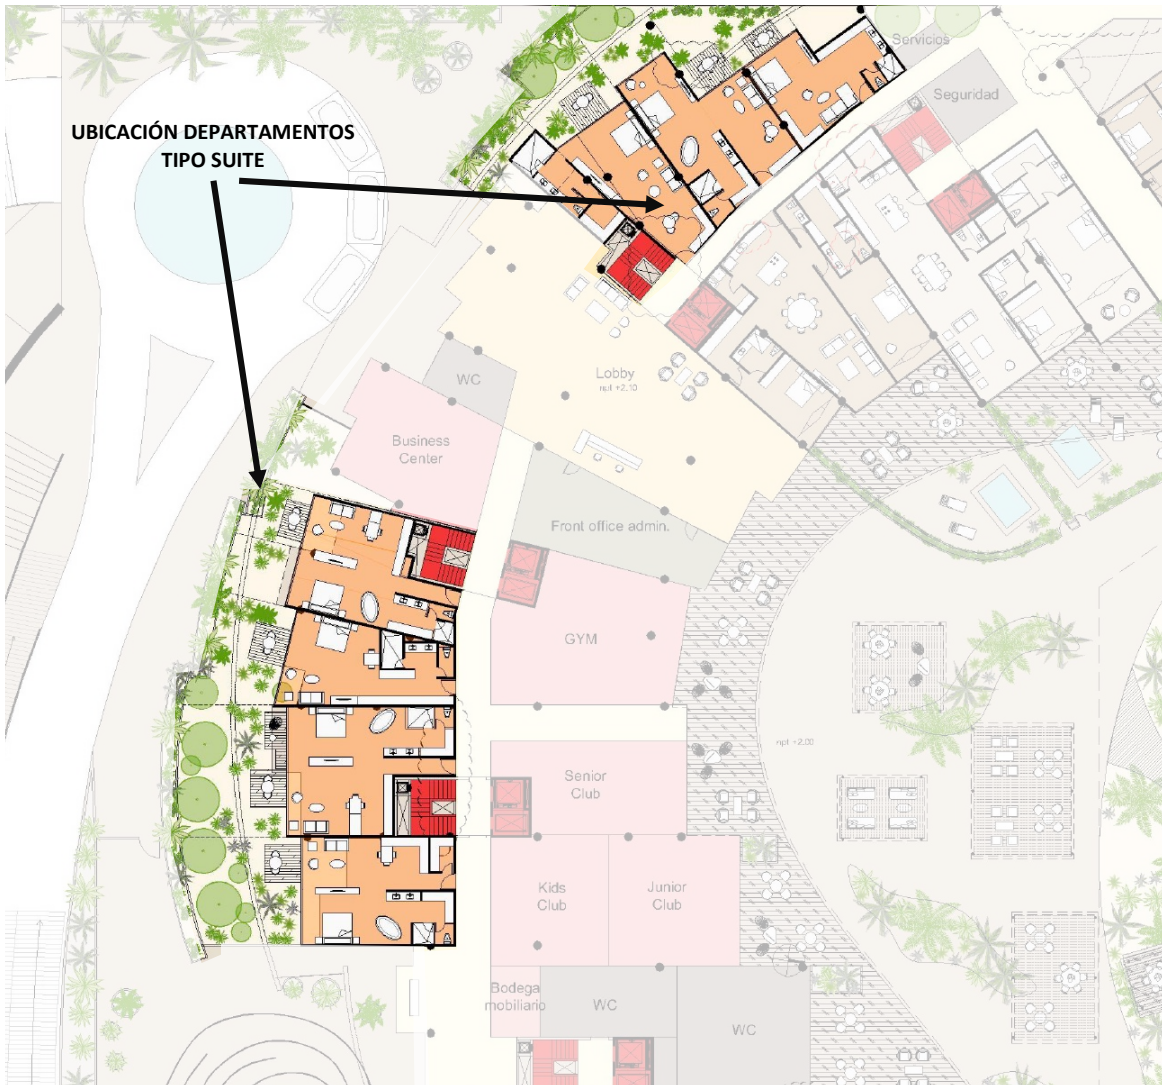 Servicios
Seguridad
UBICACIÓN DEPARTAMENTOS
TIPO SUITE
Lobby
npt +2.10
WC
Business
Center
Front office admin.
GYM
npt +2.00
Senior
Club
Kids
Club
Junior
Club
Bodega
mobiliario
WC
WC